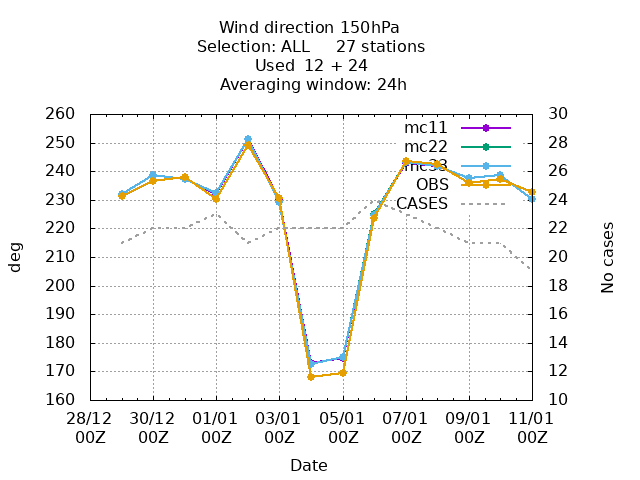 Wind direction 150hPa
Selection: ALL 27 stations
Used 12 + 24
Averaging window: 24h
260 30
mc11
250 28
mc22
mc33
240 26
OBS
230 24
CASES
220 22
210 20
200 18
190 16
180 14
170 12
160 10
deg
No cases
28/12 30/12 01/01 03/01 05/01 07/01 09/01 11/01
00Z 00Z 00Z 00Z 00Z 00Z 00Z 00Z
Date